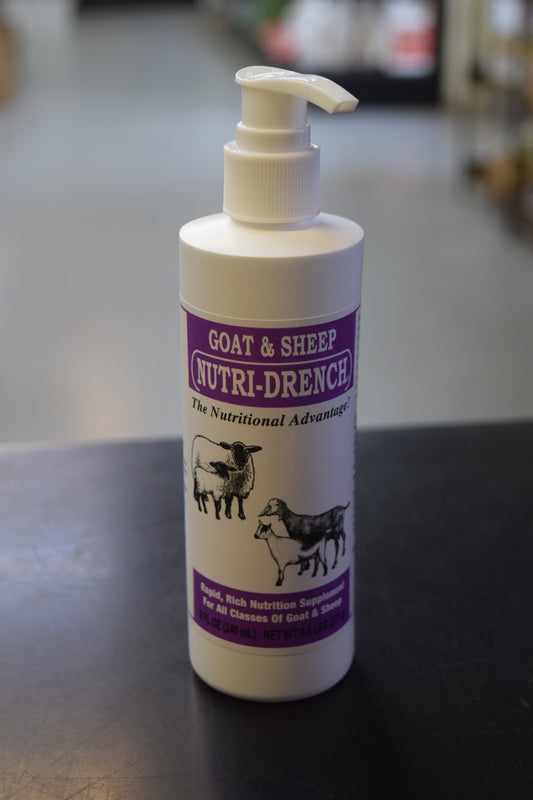 GOAT & SHEEP
NUTRI-DRENCH
The Nutritional Advantage!
Rapid, Rich Nutrition Supplement
For All Classes Of Goat & Sheep
8 FL OZ (240 mL) NET WT 0.6 LBS